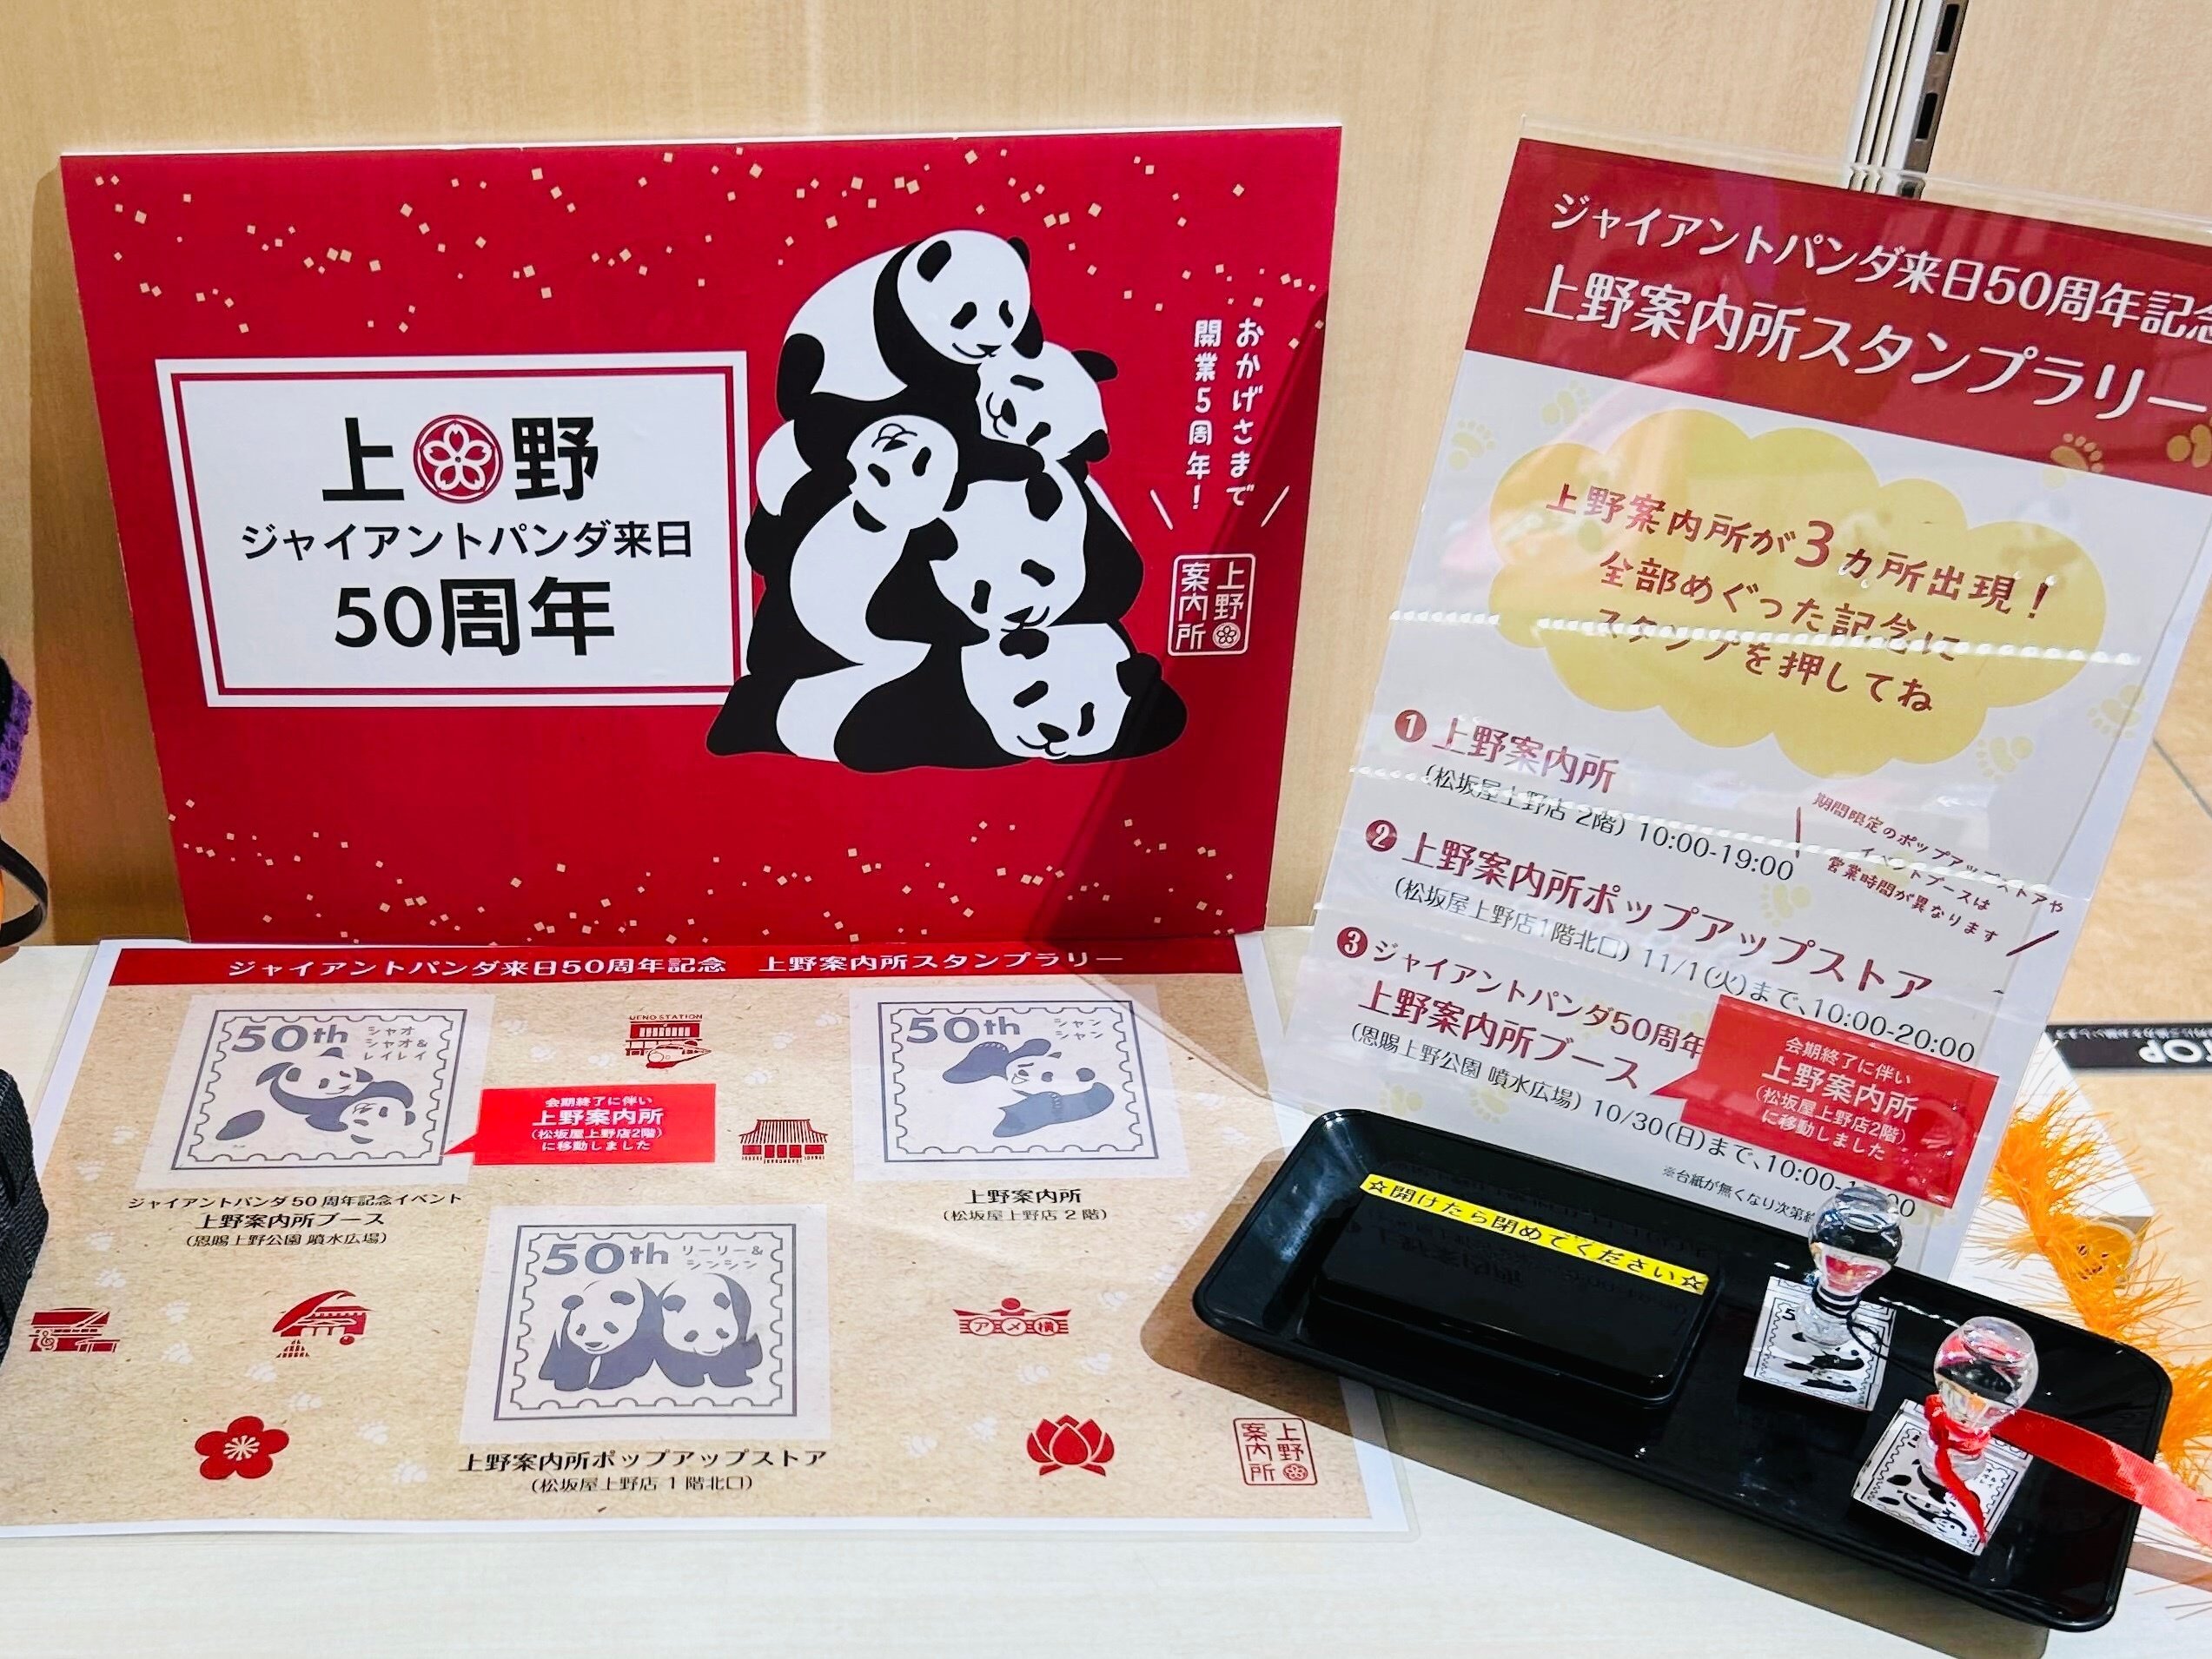 上野
ジャイアントパンダ来日
50周年
おかげさまで
開業5周年!
上野
案内所
ジャイアントパンダ来日50周年記念 上野案内所スタンプラリー
50th
シャオ
シャオ&
レイレイ
会期終了に伴い
上野案内所
(松坂屋上野店2階)
に移動しました
ジャイアントパンダ50周年記念イベント
上野案内所ブース
(恩賜上野公園 噴水広場)
UENO STATION
50th
シャン
シャン
上野案内所
(松坂屋上野店 2階)
50th
リーリー&
シンシン
上野案内所ポップアップストア
(松坂屋上野店 1階北口)
アメ横
上野
案内所
ジャイアントパンダ来日50周年記念
上野案内所スタンプラリー
上野案内所が3カ所出現!
全部めぐった記念に
スタンプを押してね
1 上野案内所
(松坂屋上野店 2階) 10:00-19:00
期間限定のポップアップストアや
イベントブースは
営業時間が異なります
2 上野案内所ポップアップストア
(松坂屋上野店1階北口) 11/1(火)まで、10:00-20:00
3 ジャイアントパンダ50周年
上野案内所ブース
(恩賜上野公園 噴水広場) 10/30(日)まで、10:00-
会期終了に伴い
上野案内所
(松坂屋上野店2階)
に移動しました
※台紙が無くなり次第
☆開けたら閉めてください☆